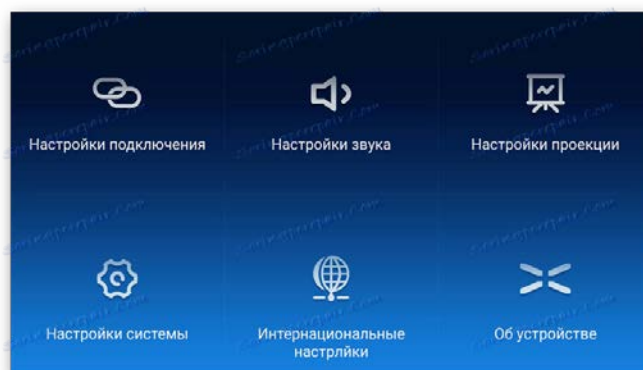 Настройки подключения
Настройки звука
Настройки проекции
Настройки системы
Интернациональные
настрлйки
Об устройстве